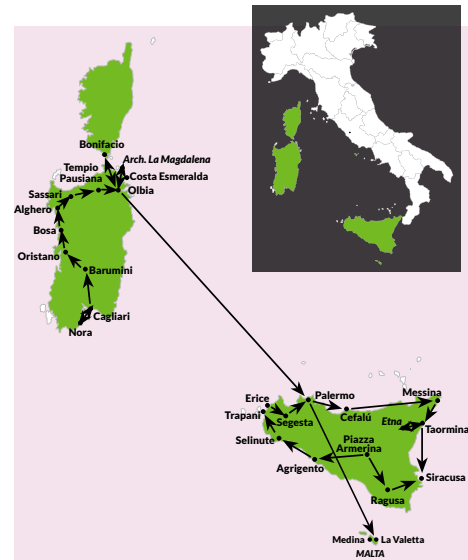 Bonifacio
Arch. La Magdalena
Tempio
Pausiana
Costa Esmeralda
Sassari
Olbia
Alghero
Bosa
Oristano
Barumini
Cagliari
Nora
Erice
Palermo
Messina
Trapani
Segesta
Cefalú
Etna
Taormina
Selinute
Piazza
Armerina
Agrigento
Siracusa
Ragusa
Medina
La Valetta
MALTA